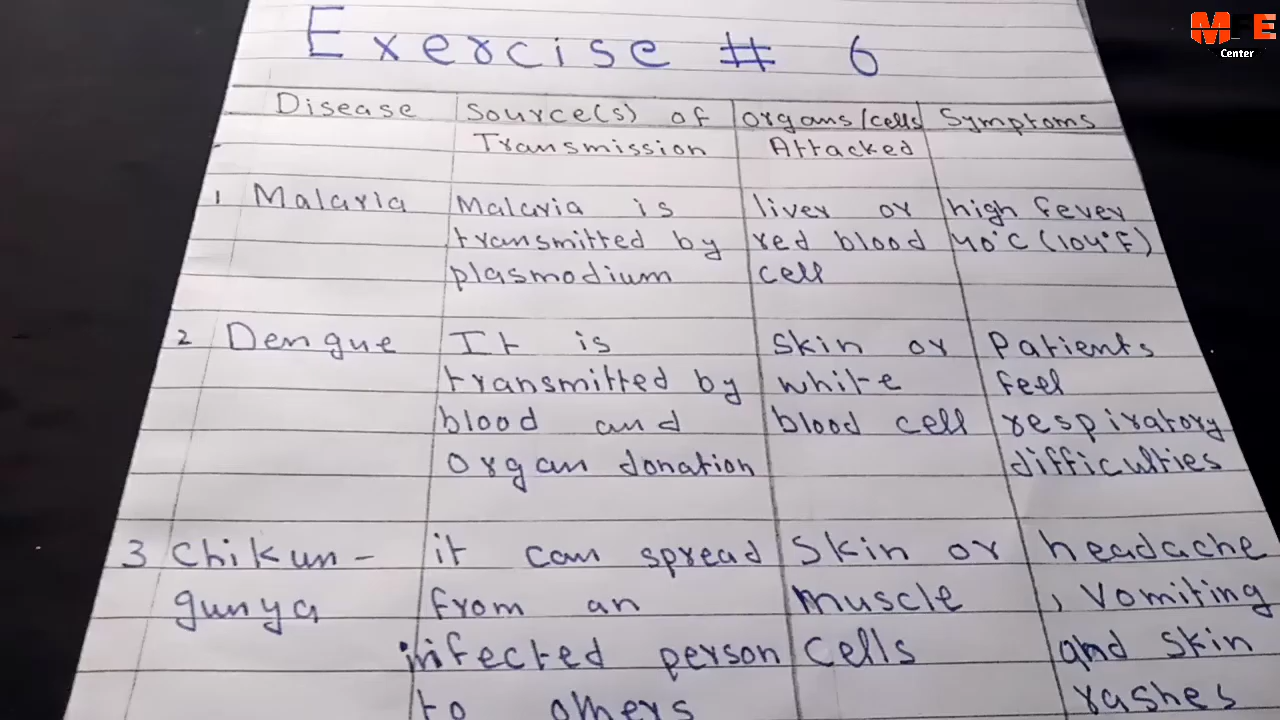 MFE
Center
Exercise # 6
Disease Source(s) of Organs/cells Symptoms
Transmission Attacked
1 Malaria Malaria is liver or high fever
transmitted by red blood 40°C (104°F)
plasmodium cell
2 Dengue It is Skin or Patients
transmitted by white feel
blood and blood cell respiratory
Organ donation difficulties
3 Chikun- it can spread Skin or headache
gunya from an muscle , vomiting
infected person cells and skin
to others rashes